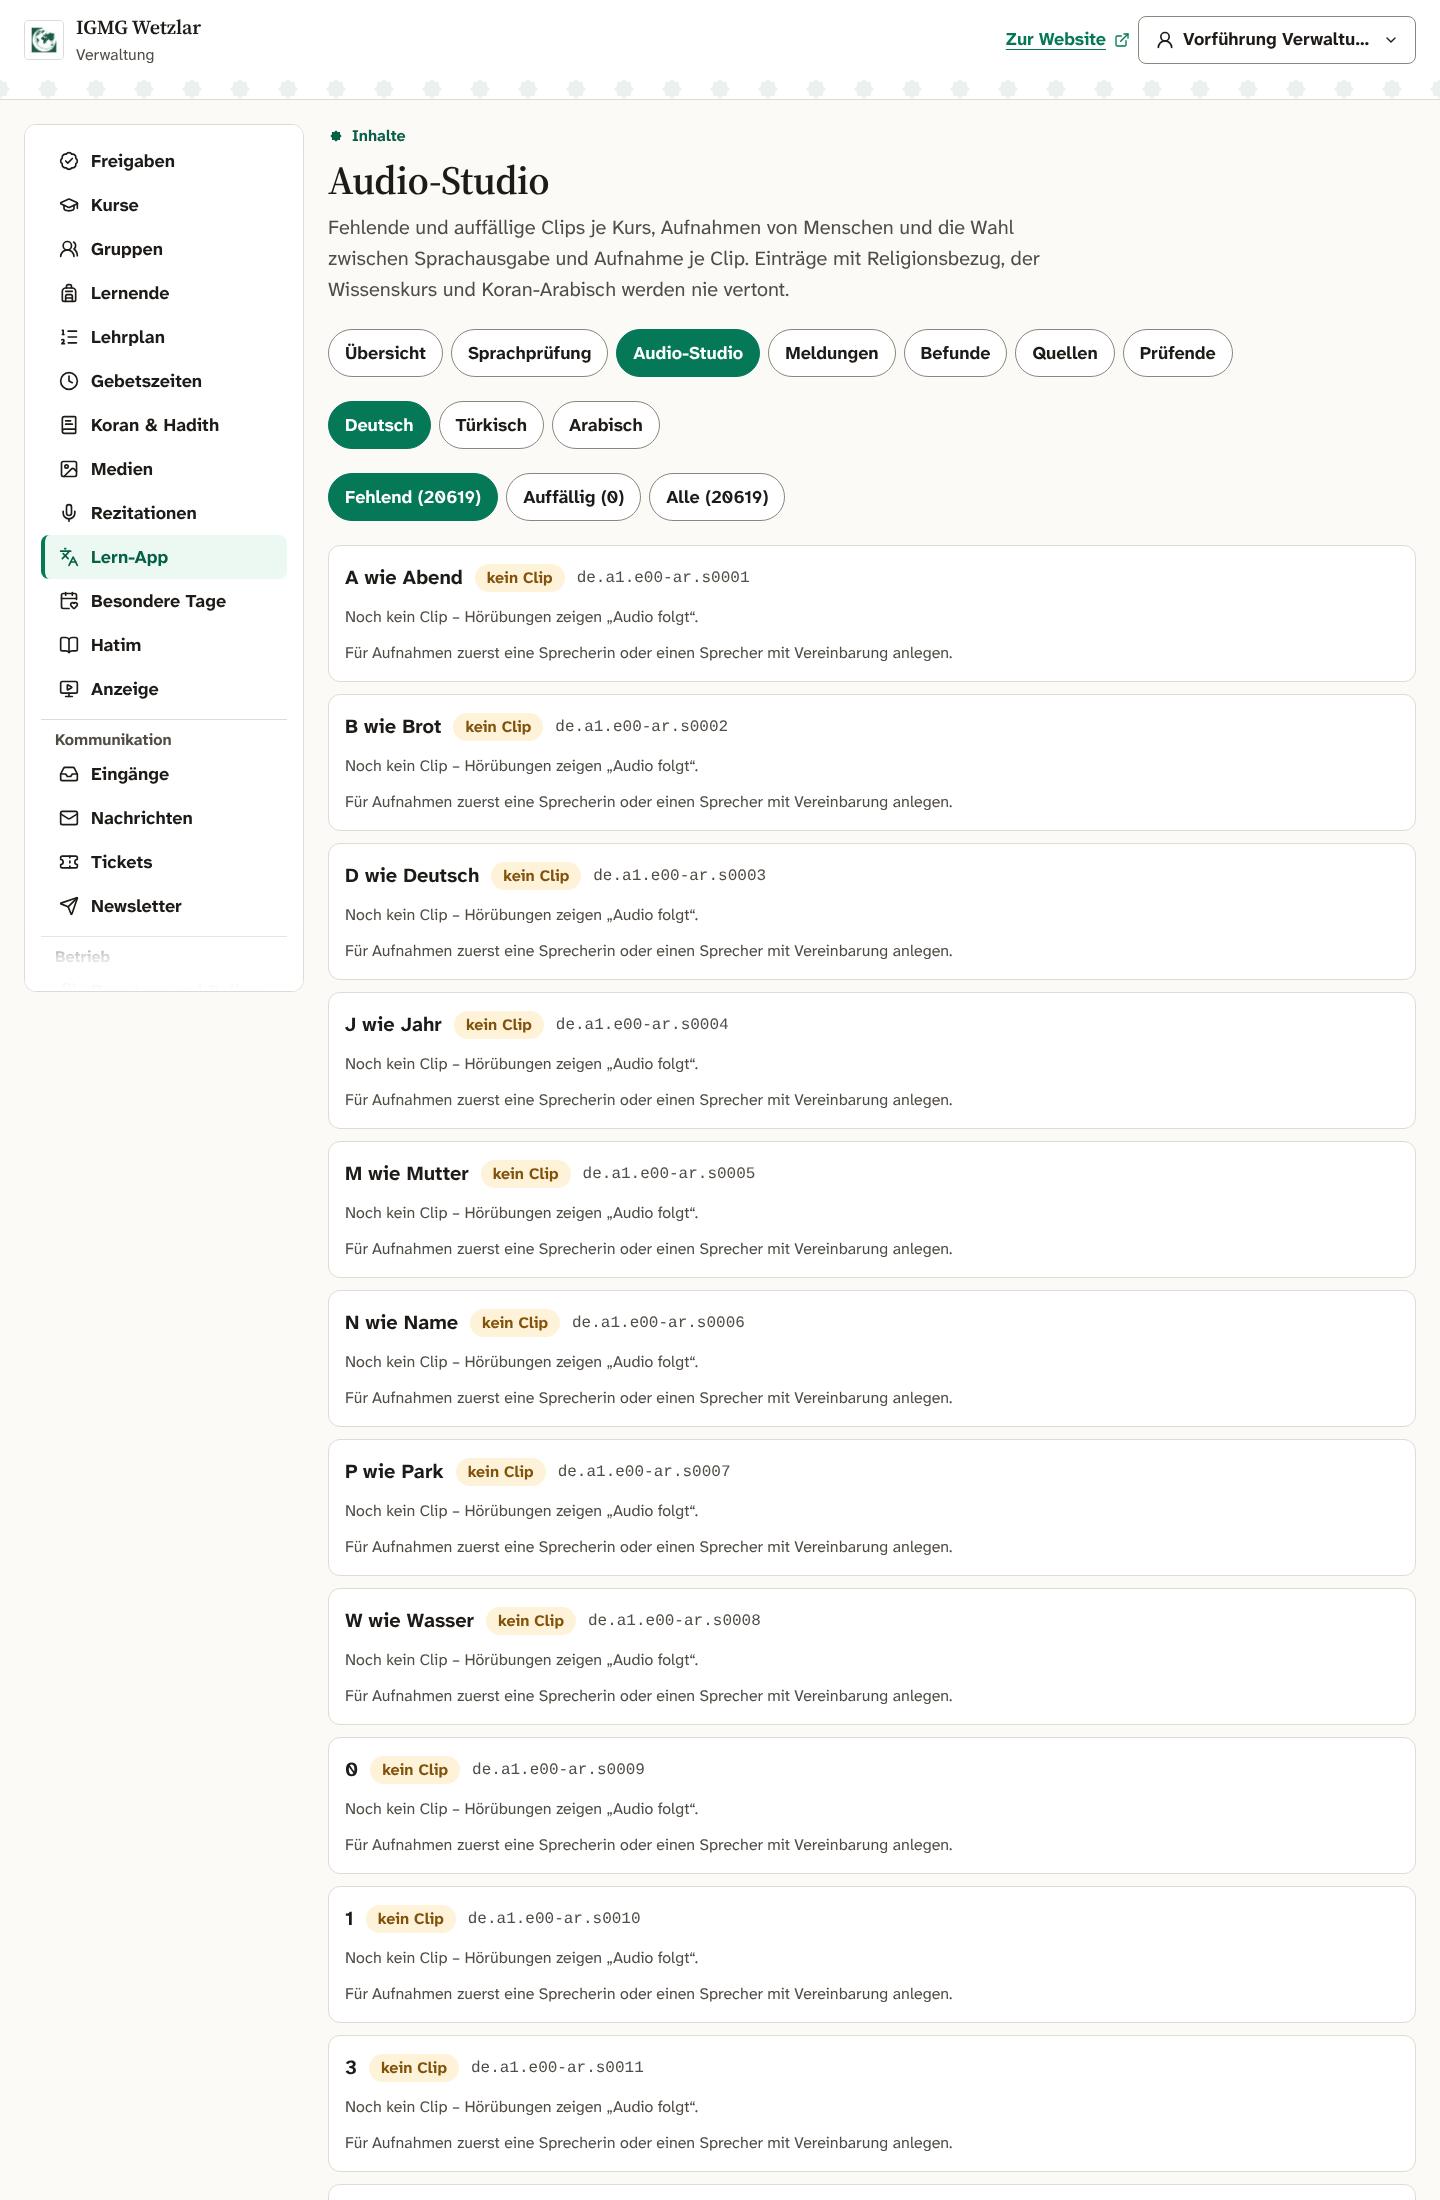 IGMG Wetzlar
Verwaltung
Zur Website
Vorführung Verwaltu...
Freigaben
Kurse
Gruppen
Lernende
Lehrplan
Gebetszeiten
Koran & Hadith
Medien
Rezitationen
Lern-App
Besondere Tage
Hatim
Anzeige
Kommunikation
Eingänge
Nachrichten
Tickets
Newsletter
Betrieb
Inhalte
Audio-Studio
Fehlende und auffällige Clips je Kurs, Aufnahmen von Menschen und die Wahl
zwischen Sprachausgabe und Aufnahme je Clip. Einträge mit Religionsbezug, der
Wissenskurs und Koran-Arabisch werden nie vertont.
Übersicht Sprachprüfung Audio-Studio Meldungen Befunde Quellen Prüfende
Deutsch Türkisch Arabisch
Fehlend (20619) Auffällig (0) Alle (20619)
A wie Abend kein Clip de.a1.e00-ar.s0001
Noch kein Clip – Hörübungen zeigen „Audio folgt“.
Für Aufnahmen zuerst eine Sprecherin oder einen Sprecher mit Vereinbarung anlegen.
B wie Brot kein Clip de.a1.e00-ar.s0002
Noch kein Clip – Hörübungen zeigen „Audio folgt“.
Für Aufnahmen zuerst eine Sprecherin oder einen Sprecher mit Vereinbarung anlegen.
D wie Deutsch kein Clip de.a1.e00-ar.s0003
Noch kein Clip – Hörübungen zeigen „Audio folgt“.
Für Aufnahmen zuerst eine Sprecherin oder einen Sprecher mit Vereinbarung anlegen.
J wie Jahr kein Clip de.a1.e00-ar.s0004
Noch kein Clip – Hörübungen zeigen „Audio folgt“.
Für Aufnahmen zuerst eine Sprecherin oder einen Sprecher mit Vereinbarung anlegen.
M wie Mutter kein Clip de.a1.e00-ar.s0005
Noch kein Clip – Hörübungen zeigen „Audio folgt“.
Für Aufnahmen zuerst eine Sprecherin oder einen Sprecher mit Vereinbarung anlegen.
N wie Name kein Clip de.a1.e00-ar.s0006
Noch kein Clip – Hörübungen zeigen „Audio folgt“.
Für Aufnahmen zuerst eine Sprecherin oder einen Sprecher mit Vereinbarung anlegen.
P wie Park kein Clip de.a1.e00-ar.s0007
Noch kein Clip – Hörübungen zeigen „Audio folgt“.
Für Aufnahmen zuerst eine Sprecherin oder einen Sprecher mit Vereinbarung anlegen.
W wie Wasser kein Clip de.a1.e00-ar.s0008
Noch kein Clip – Hörübungen zeigen „Audio folgt“.
Für Aufnahmen zuerst eine Sprecherin oder einen Sprecher mit Vereinbarung anlegen.
0 kein Clip de.a1.e00-ar.s0009
Noch kein Clip – Hörübungen zeigen „Audio folgt“.
Für Aufnahmen zuerst eine Sprecherin oder einen Sprecher mit Vereinbarung anlegen.
1 kein Clip de.a1.e00-ar.s0010
Noch kein Clip – Hörübungen zeigen „Audio folgt“.
Für Aufnahmen zuerst eine Sprecherin oder einen Sprecher mit Vereinbarung anlegen.
3 kein Clip de.a1.e00-ar.s0011
Noch kein Clip – Hörübungen zeigen „Audio folgt“.
Für Aufnahmen zuerst eine Sprecherin oder einen Sprecher mit Vereinbarung anlegen.